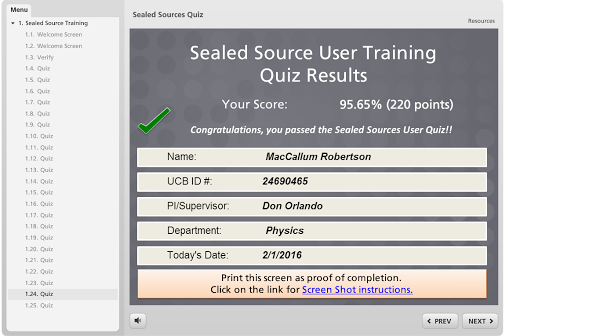 Menu
1. Sealed Source Training
1.1. Welcome Screen
1.2. Welcome Screen
1.3. Verify
1.4. Quiz
1.5. Quiz
1.6. Quiz
1.7. Quiz
1.8. Quiz
1.9. Quiz
1.10. Quiz
1.11. Quiz
1.12. Quiz
1.13. Quiz
1.14. Quiz
1.15. Quiz
1.16. Quiz
1.17. Quiz
1.18. Quiz
1.19. Quiz
1.20. Quiz
1.21. Quiz
1.22. Quiz
1.23. Quiz
1.24. Quiz
1.25. Quiz
Sealed Sources Quiz
Resources
Sealed Source User Training
Quiz Results
Your Score: 95.65% (220 points)
Congratulations, you passed the Sealed Sources User Quiz!!
Name: MacCallum Robertson
UCB ID #: 24690465
PI/Supervisor: Don Orlando
Department: Physics
Today's Date: 2/1/2016
Print this screen as proof of completion.
Click on the link for Screen Shot instructions.
< PREV NEXT >